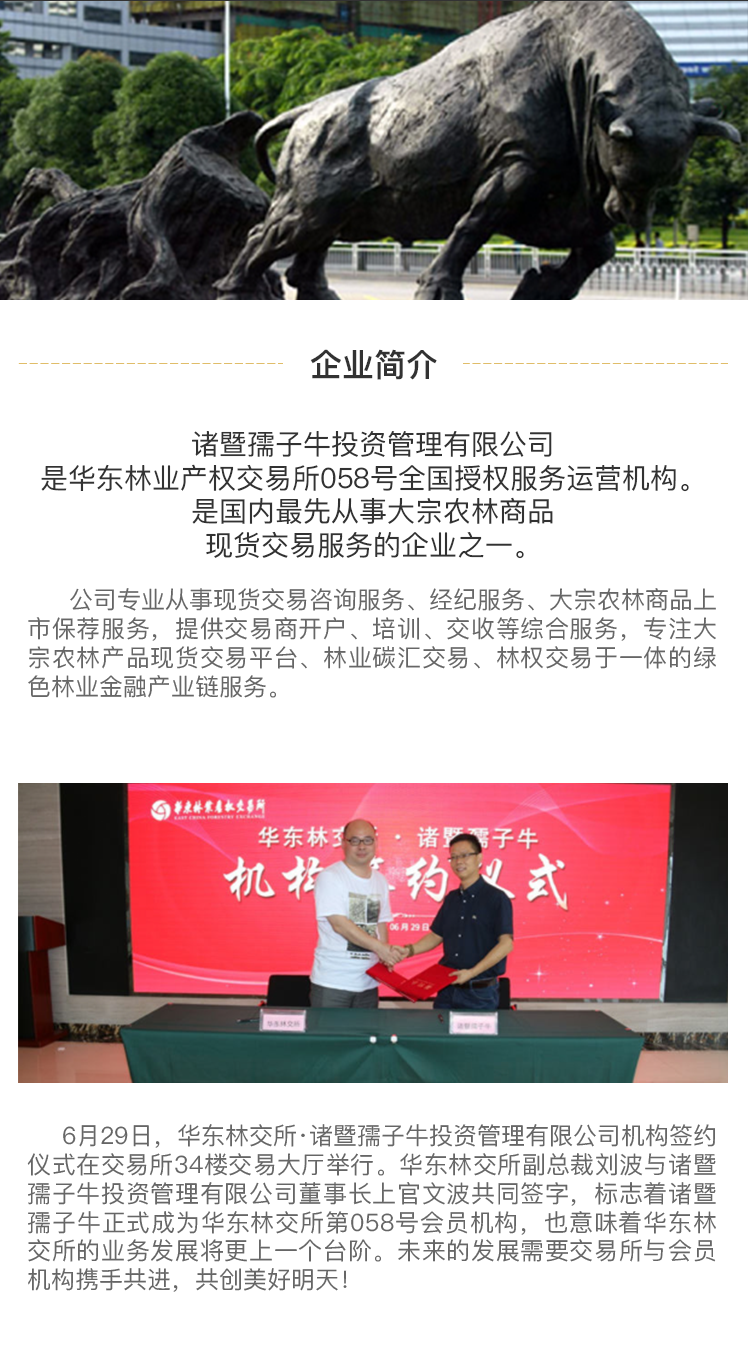 企业简介
诸暨孺子牛投资管理有限公司
是华东林业产权交易所058号全国授权服务运营机构。
是国内最先从事大宗农林商品
现货交易服务的企业之一。
公司专业从事现货交易咨询服务、经纪服务、大宗农林商品上
市保荐服务，提供交易商开户、培训、交收等综合服务，专注大
宗农林产品现货交易平台、林业碳汇交易、林权交易于一体的绿
色林业金融产业链服务。
华东林业产权交易所
EAST CHINA FORESTRY EXCHANGE
华东林交所·诸暨孺子牛
机构 约仪式
06月29日
华东林交所
诸暨孺子牛
6月29日，华东林交所·诸暨孺子牛投资管理有限公司机构签约
仪式在交易所34楼交易大厅举行。华东林交所副总裁刘波与诸暨
孺子牛投资管理有限公司董事长上官文波共同签字，标志着诸暨
孺子牛正式成为华东林交所第058号会员机构，也意味着华东林
交所的业务发展将更上一个台阶。未来的发展需要交易所与会员
机构携手共进，共创美好明天！